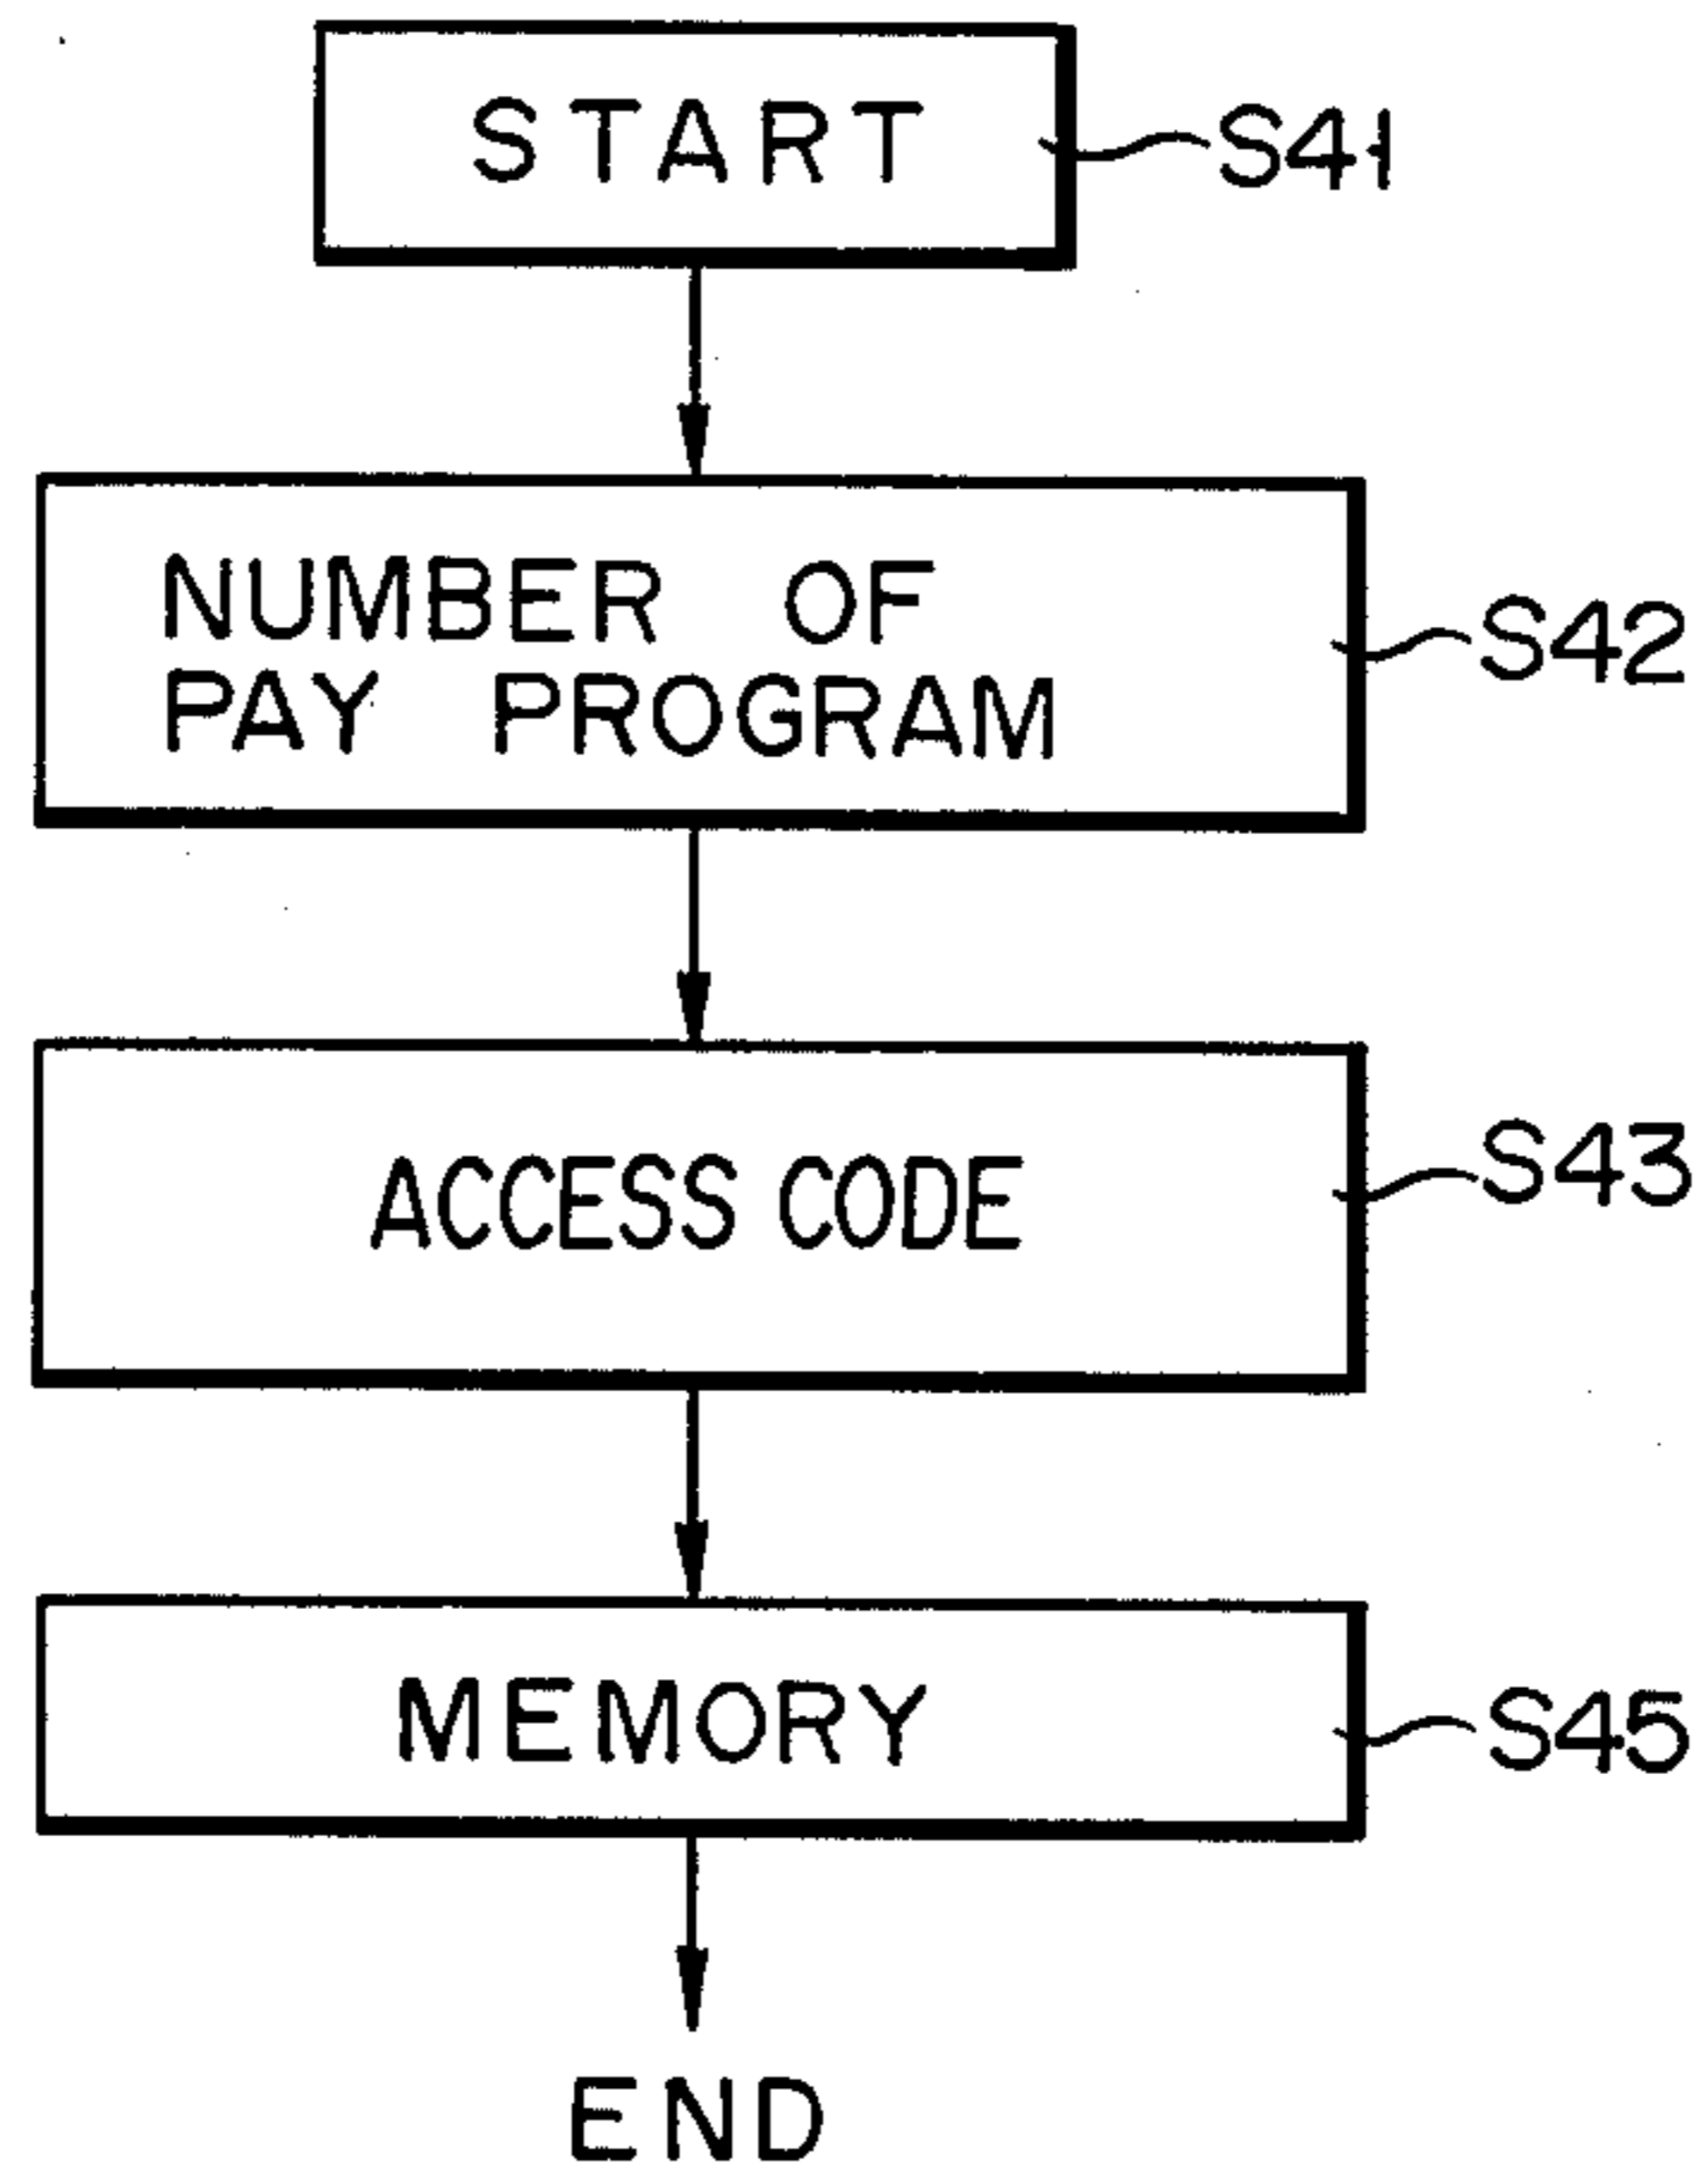 START S41
NUMBER OF
PAY PROGRAM
S42
ACCESS CODE S43
MEMORY S45
END